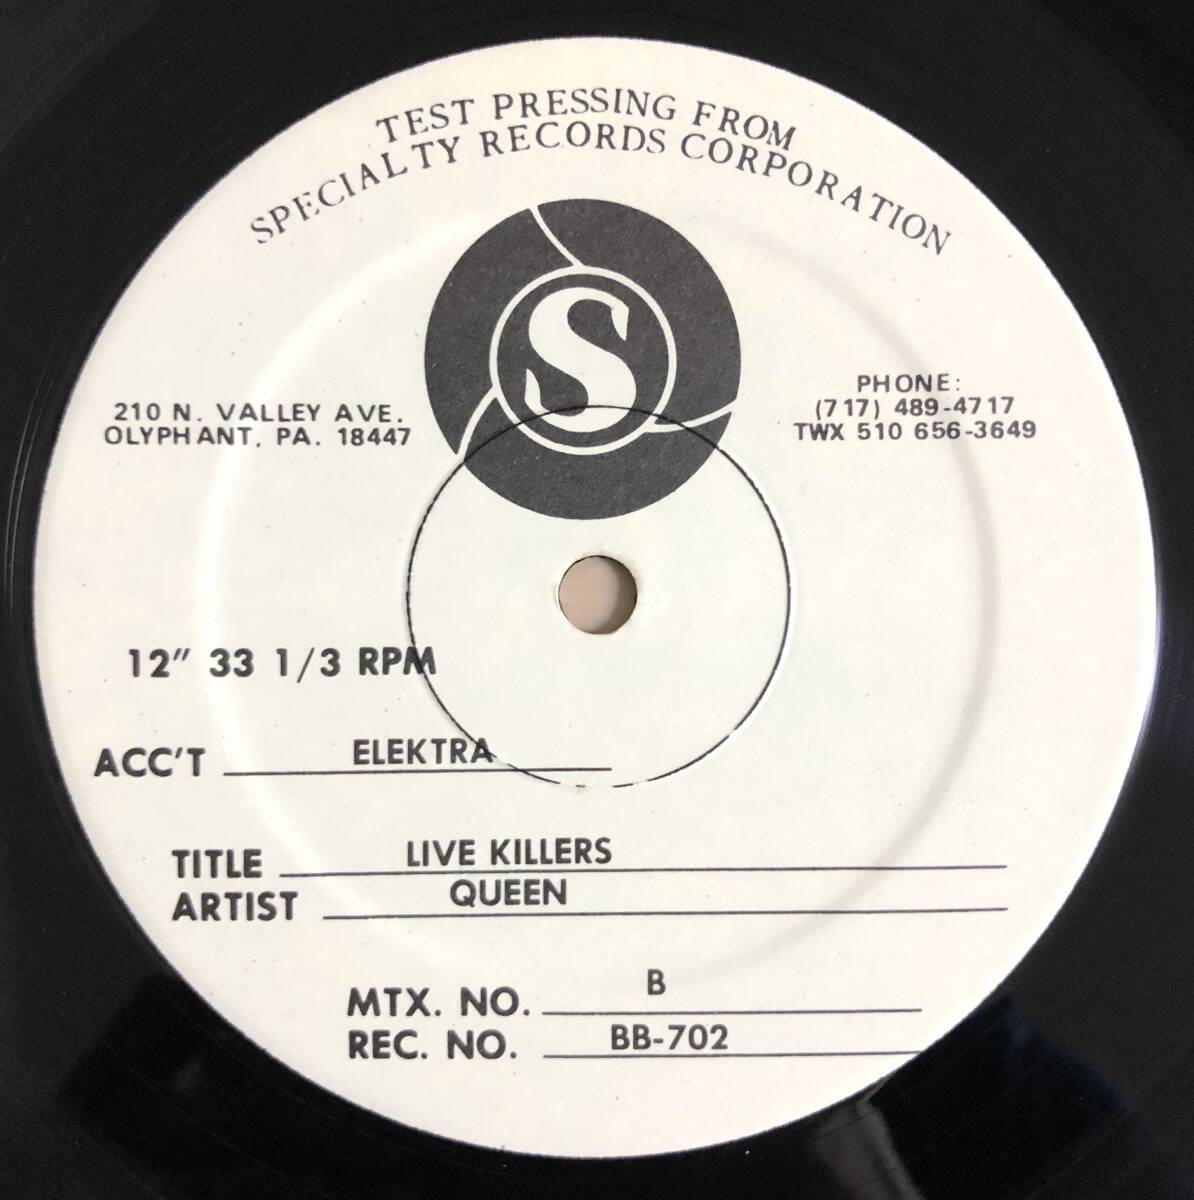 TEST PRESSING FROM
SPECIALTY RECORDS CORPORATION
S
210 N. VALLEY AVE.
OLYPHANT, PA. 18447
PHONE:
(717) 489-4717
TWX 510 656-3649
12" 33 1/3 RPM
ACC'T ELEKTRA
TITLE LIVE KILLERS
ARTIST QUEEN
MTX. NO. B
REC. NO. BB-702